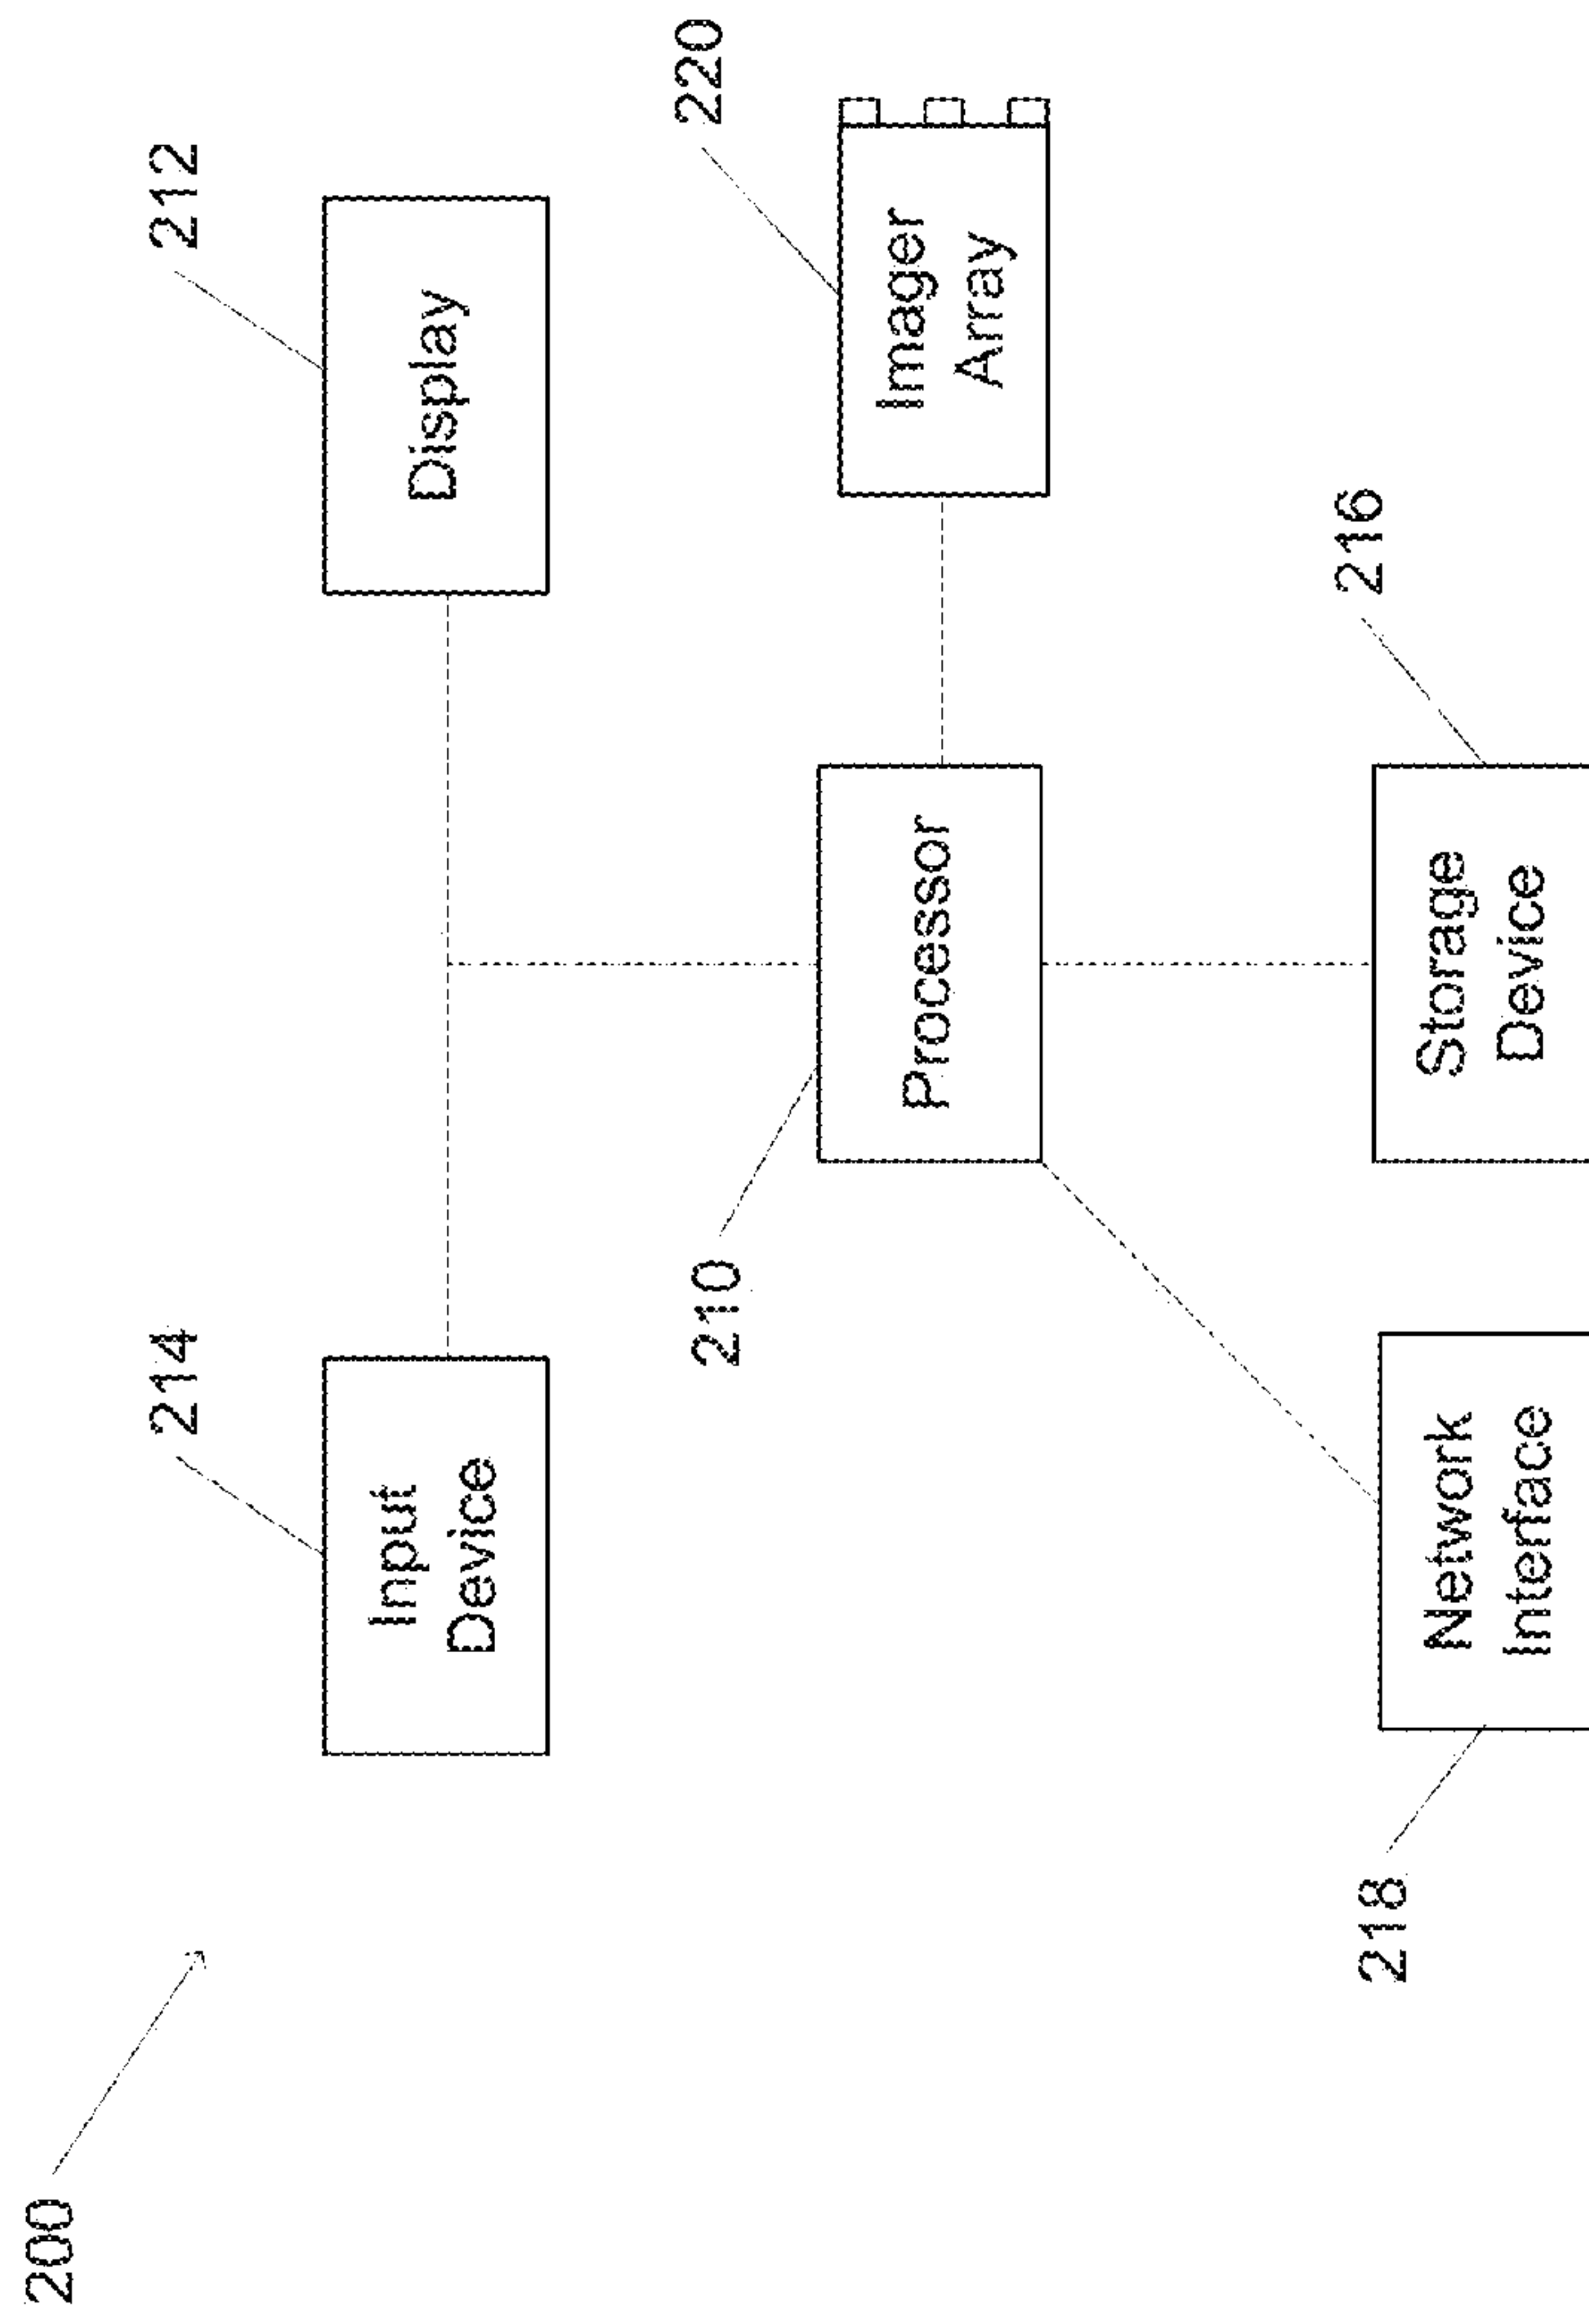 200
214
212
Input
Device
Display
210
220
Processor
Imager
Array
218
216
Network
Interface
Storage
Device